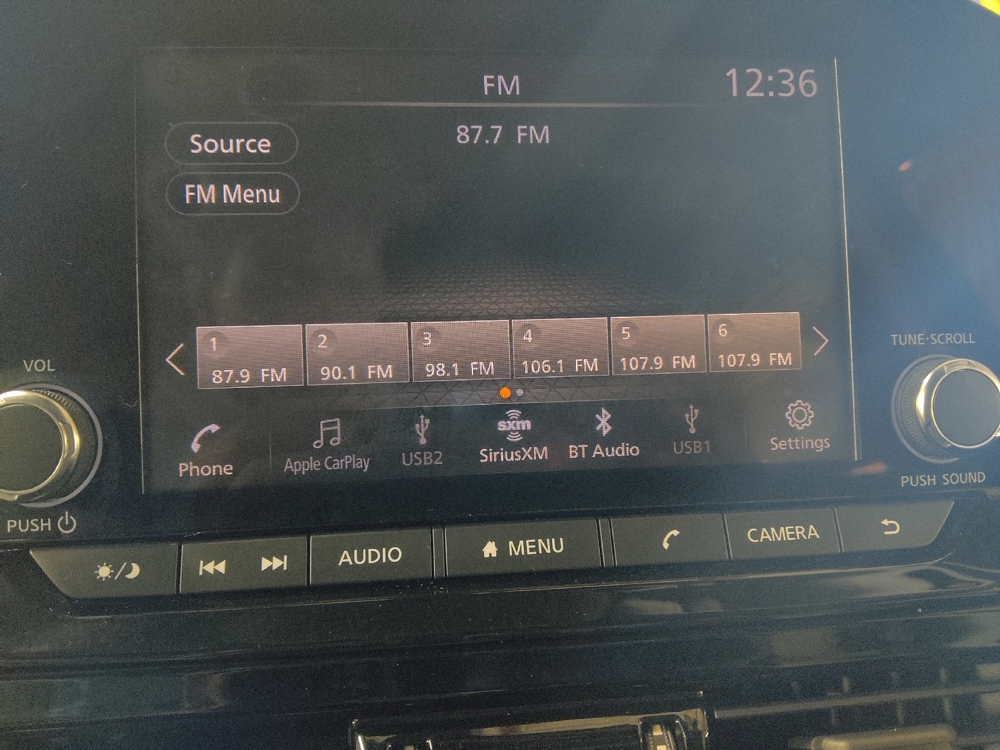 FM
12:36
Source
87.7 FM
FM Menu
1
2
3
4
5
6
87.9 FM
90.1 FM
98.1 FM
106.1 FM
107.9 FM
107.9 FM
VOL
TUNE·SCROLL
sxm
Phone
Apple CarPlay
USB2
SiriusXM
BT Audio
USB1
Settings
PUSH
PUSH SOUND
AUDIO
MENU
CAMERA